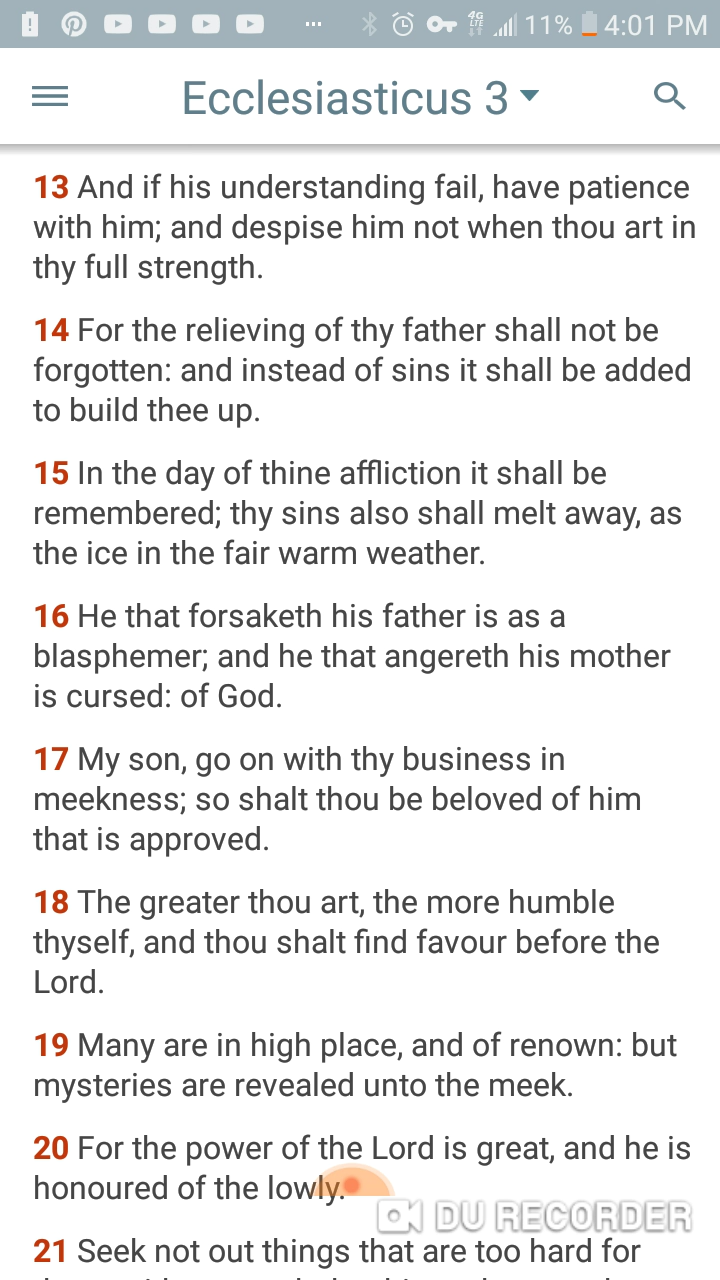 4G
LTE
11%
4:01 PM
Ecclesiasticus 3
13 And if his understanding fail, have patience
with him; and despise him not when thou art in
thy full strength.
14 For the relieving of thy father shall not be
forgotten: and instead of sins it shall be added
to build thee up.
15 In the day of thine affliction it shall be
remembered; thy sins also shall melt away, as
the ice in the fair warm weather.
16 He that forsaketh his father is as a
blasphemer; and he that angereth his mother
is cursed: of God.
17 My son, go on with thy business in
meekness; so shalt thou be beloved of him
that is approved.
18 The greater thou art, the more humble
thyself, and thou shalt find favour before the
Lord.
19 Many are in high place, and of renown: but
mysteries are revealed unto the meek.
20 For the power of the Lord is great, and he is
honoured of the lowly.
DU RECORDER
21 Seek not out things that are too hard for